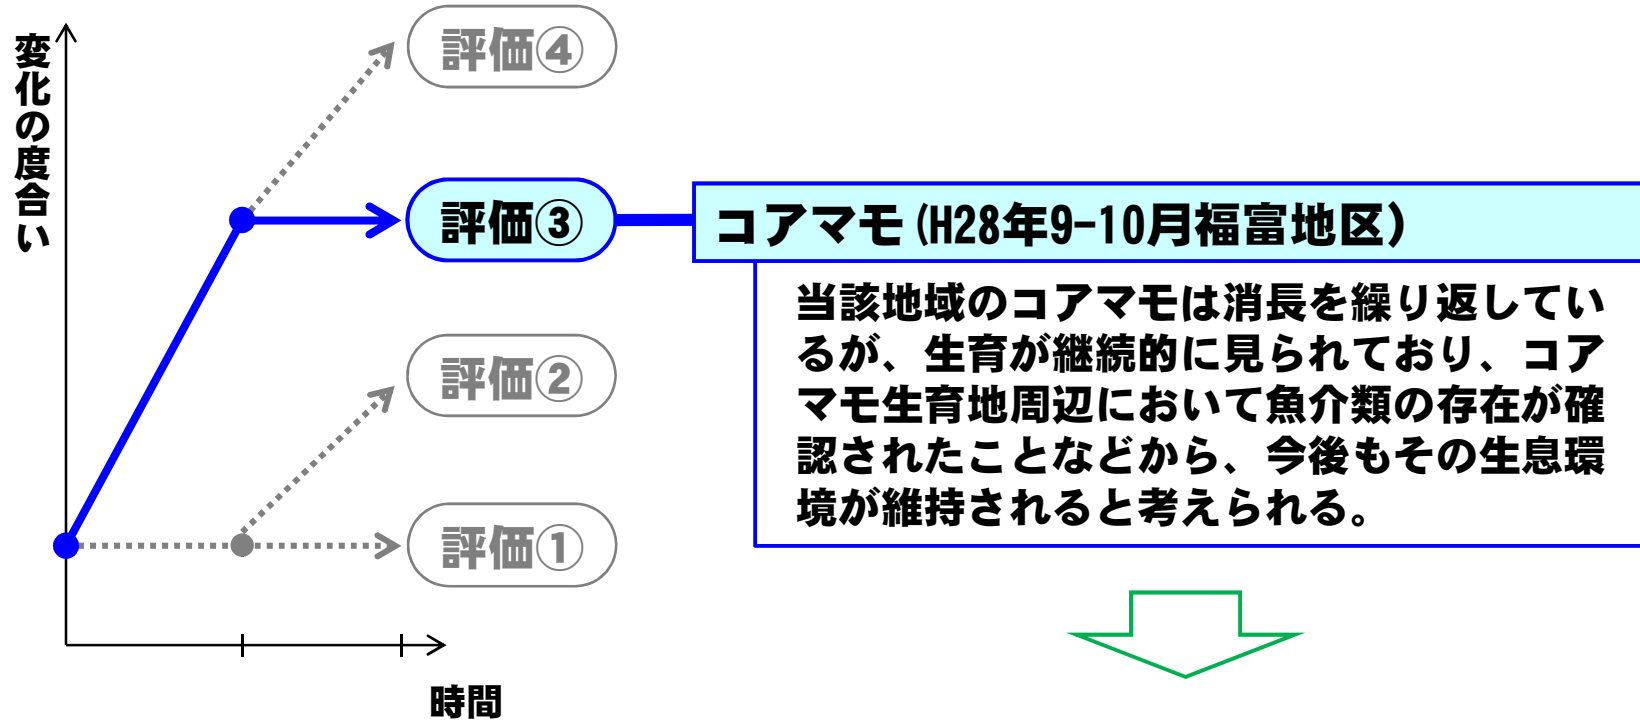 変化の度合い
評価④
評価③
コアマモ(H28年9-10月福富地区)
当該地域のコアマモは消長を繰り返してい
るが、生育が継続的に見られており、コア
マモ生育地周辺において魚介類の存在が確
認されたことなどから、今後もその生息環
境が維持されると考えられる。
評価②
評価①
時間